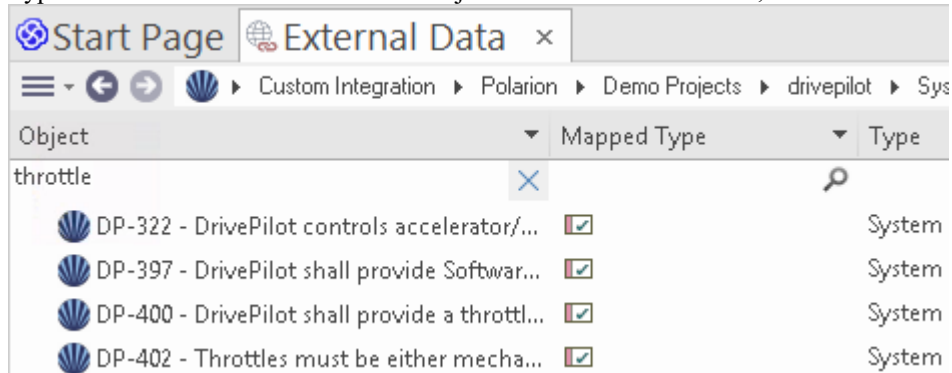 Start Page External Data ×
Custom Integration Polarion Demo Projects drivepilot Sys
Object Mapped Type Type
throttle
DP-322 - DrivePilot controls accelerator/... System
DP-397 - DrivePilot shall provide Softwar... System
DP-400 - DrivePilot shall provide a throttl... System
DP-402 - Throttles must be either mecha... System